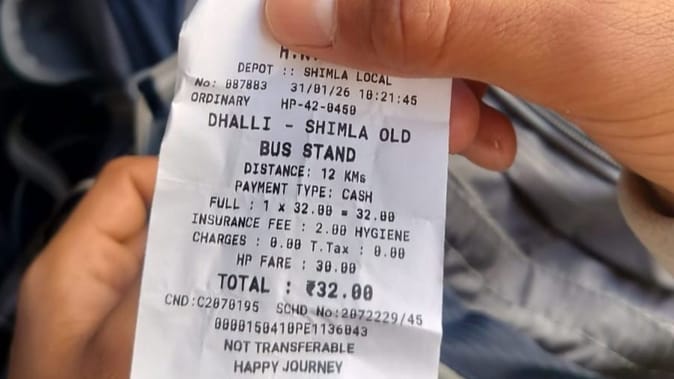 DEPOT :: SHIMLA LOCAL
No: 007803 31/01/26 10:21:45
ORDINARY HP-42-0450
DHALLI - SHIMLA OLD
BUS STAND
DISTANCE: 12 KMs
PAYMENT TYPE: CASH
FULL : 1 x 32.00 = 32.00
INSURANCE FEE : 2.00 HYGIENE
CHARGES : 0.00 T.Tax : 0.00
HP FARE : 30.00
TOTAL : ₹32.00
CND:C2070195 SCHD No:2072229/45
0000150410PE1136043
NOT TRANSFERABLE
HAPPY JOURNEY